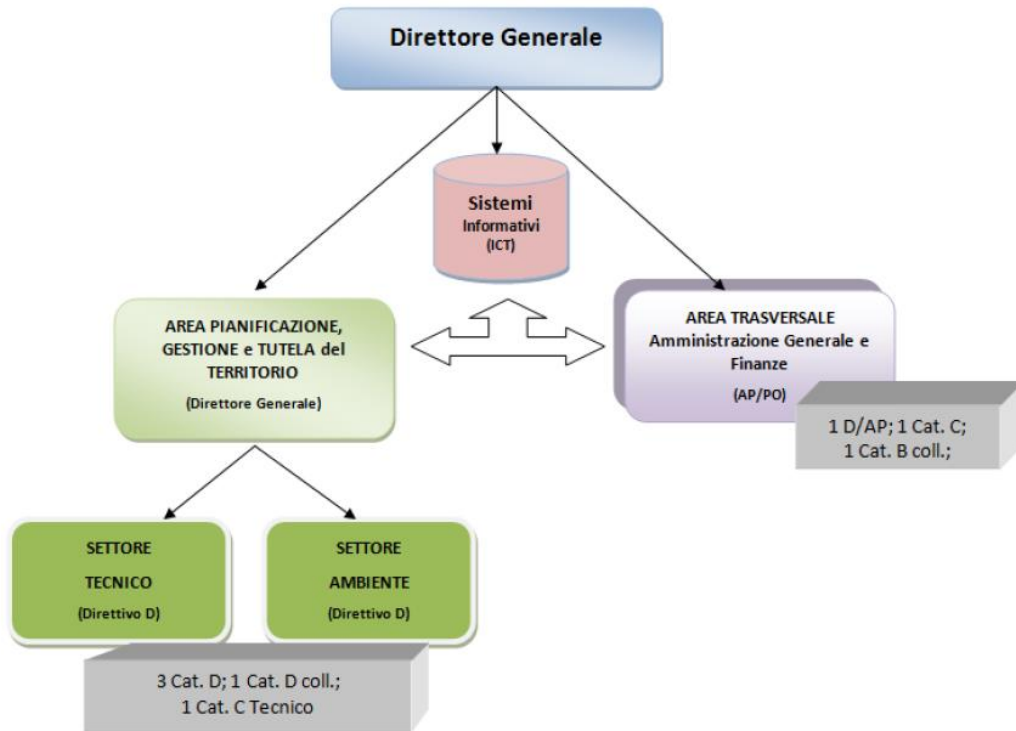 Direttore Generale
Sistemi
Informativi
(ICT)
AREA PIANIFICAZIONE,
GESTIONE e TUTELA del
TERRITORIO
(Direttore Generale)
AREA TRASVERSALE
Amministrazione Generale e
Finanze
(AP/PO)
1 D/AP; 1 Cat. C;
1 Cat. B coll.;
SETTORE
TECNICO
(Direttivo D)
SETTORE
AMBIENTE
(Direttivo D)
3 Cat. D; 1 Cat. D coll.;
1 Cat. C Tecnico